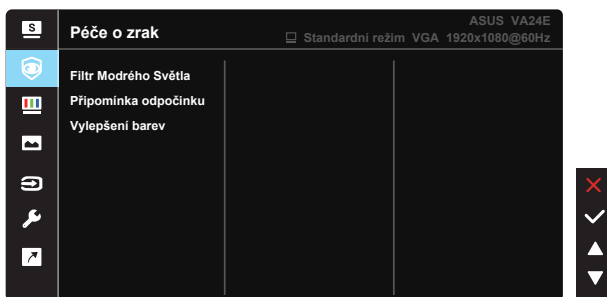 S
Péče o zrak
ASUS VA24E
Standardní režim VGA 1920x1080@60Hz
Filtr Modrého Světla
Připomínka odpočinku
Vylepšení barev